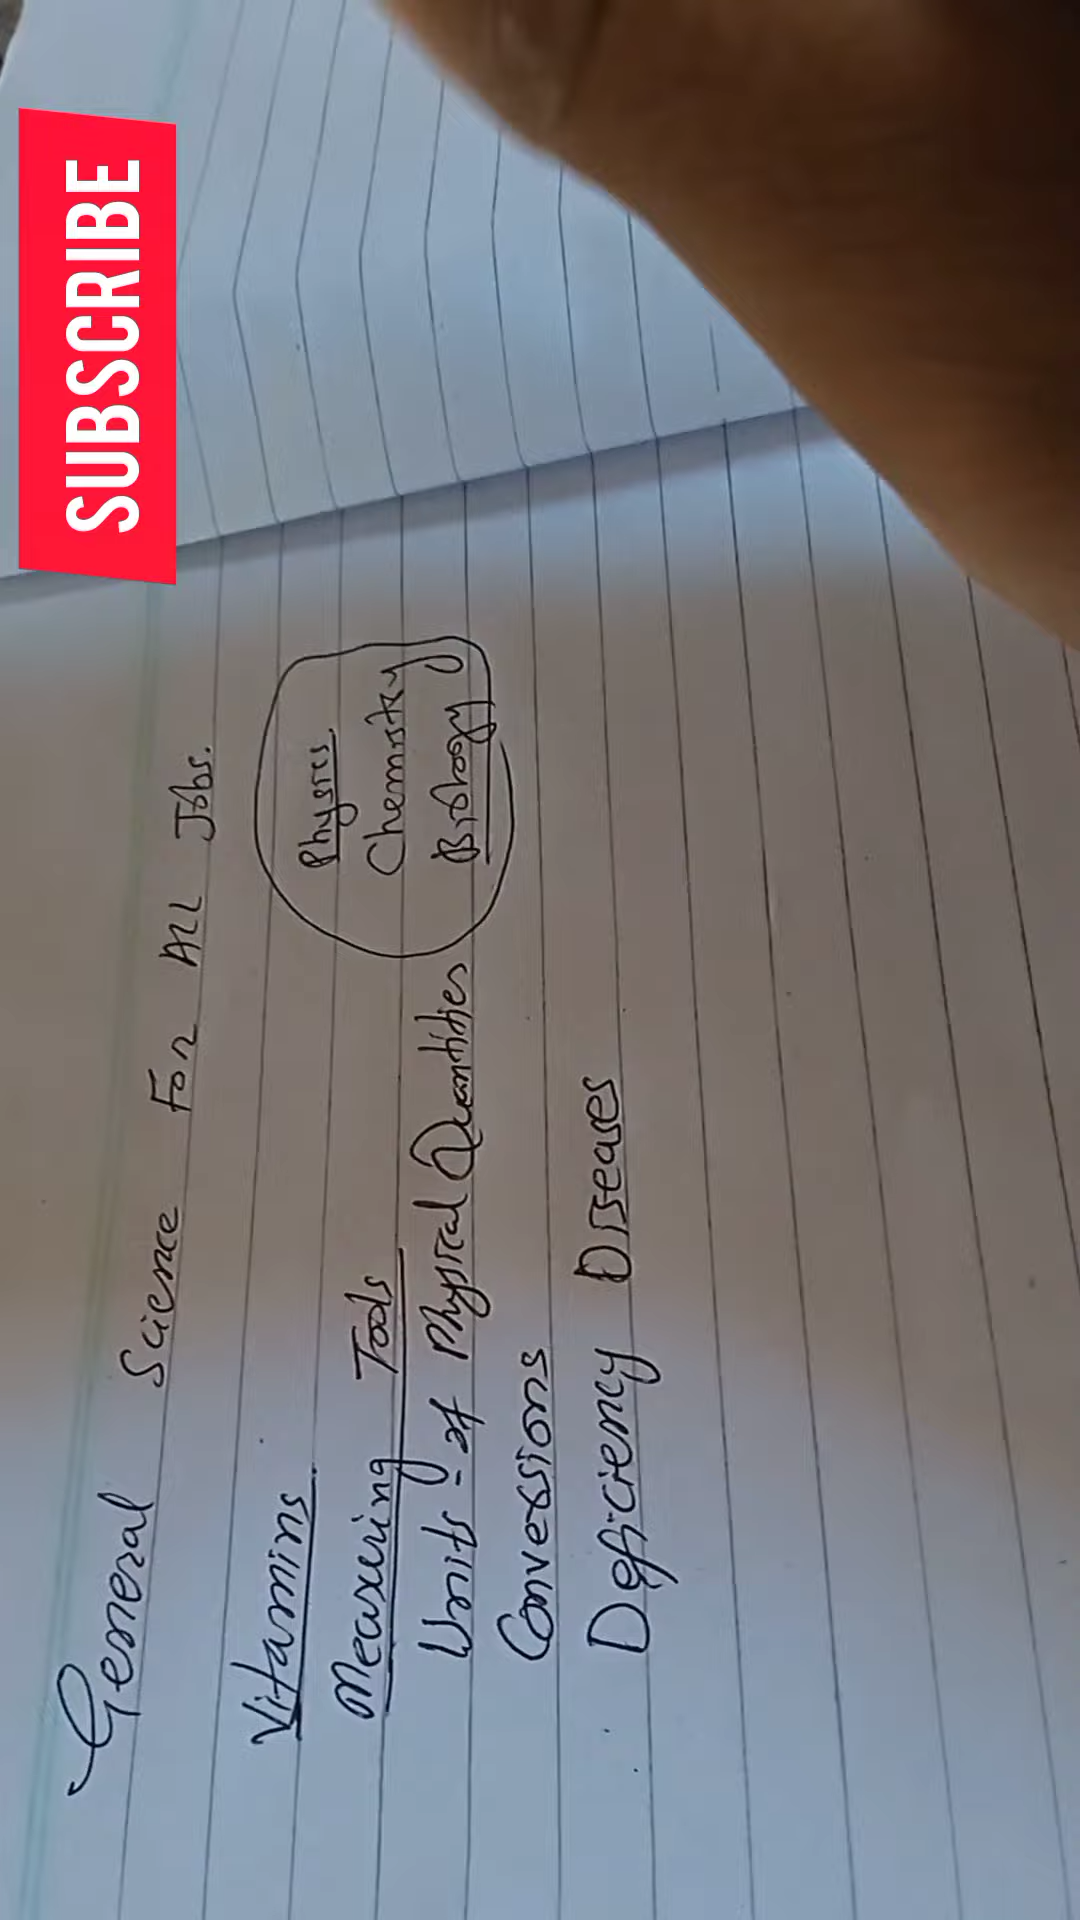 SUBSCRIBE
General Science For All Jobs.
Vitamins
Measuring Tools
Units - of Physical Quantities
Conversions
Deficiency Diseases
Physics
Chemistry
Biology